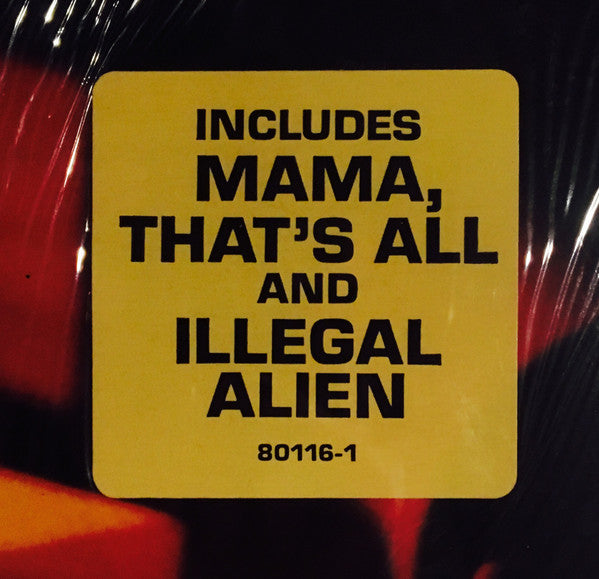 INCLUDES
MAMA,
THAT'S ALL
AND
ILLEGAL
ALIEN
80116-1